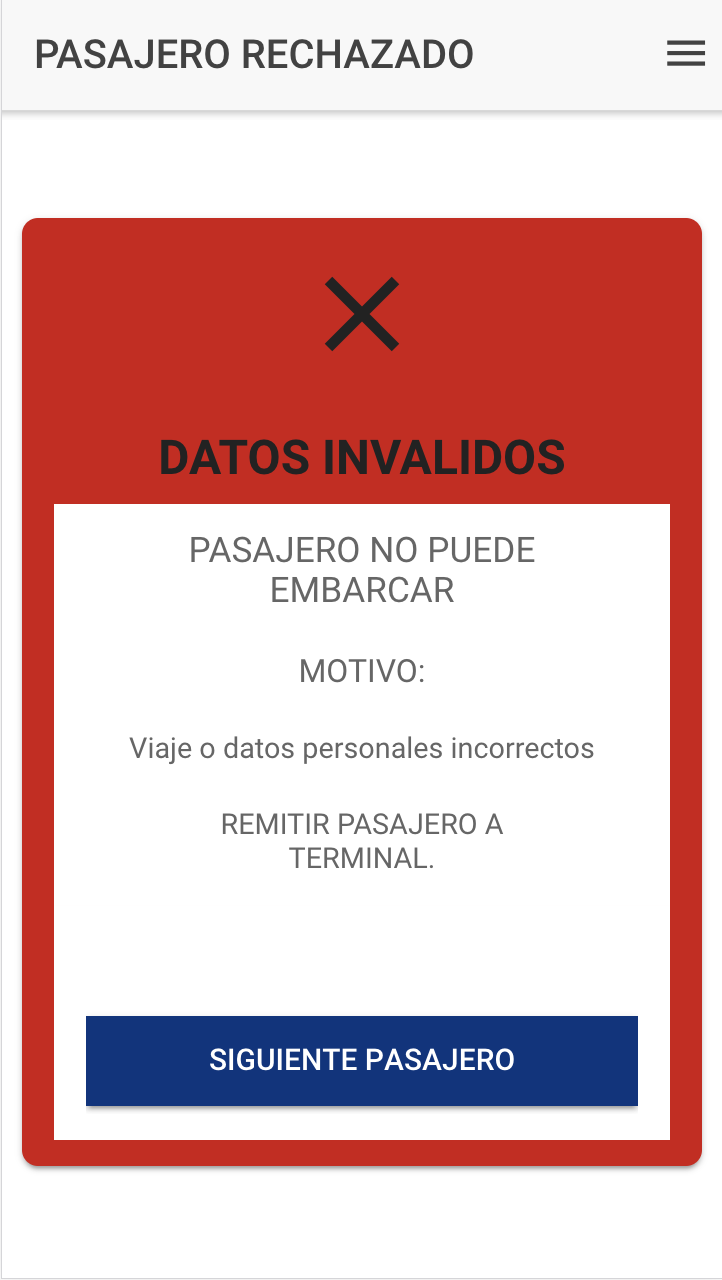 PASAJERO RECHAZADO
DATOS INVALIDOS
PASAJERO NO PUEDE
EMBARCAR
MOTIVO:
Viaje o datos personales incorrectos
REMITIR PASAJERO A
TERMINAL.
SIGUIENTE PASAJERO